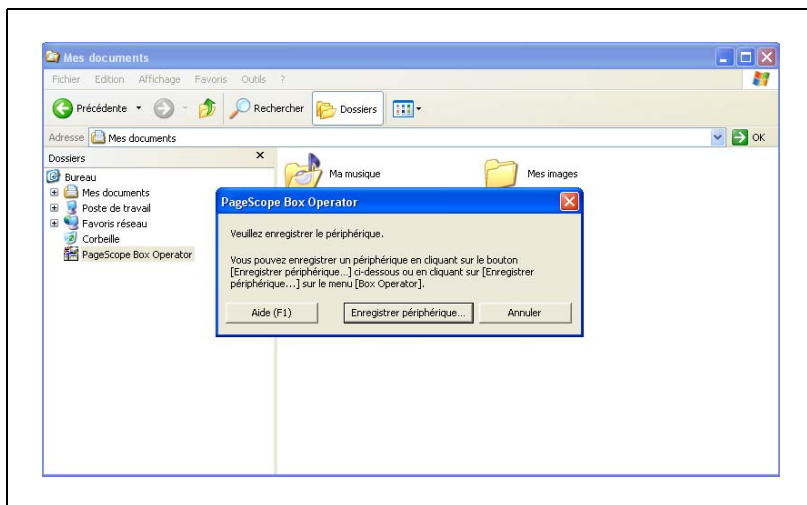 Mes documents
Fichier Edition Affichage Favoris Outils ?
Précédente Rechercher Dossiers
Adresse Mes documents OK
Dossiers
Bureau
Mes documents
Poste de travail
Favoris réseau
Corbeille
PageScope Box Operator
Ma musique Mes images
PageScope Box Operator
Veuillez enregistrer le périphérique.
Vous pouvez enregistrer un périphérique en cliquant sur le bouton
[Enregistrer périphérique...] ci-dessous ou en cliquant sur [Enregistrer
périphérique...] sur le menu [Box Operator].
Aide (F1) Enregistrer périphérique... Annuler